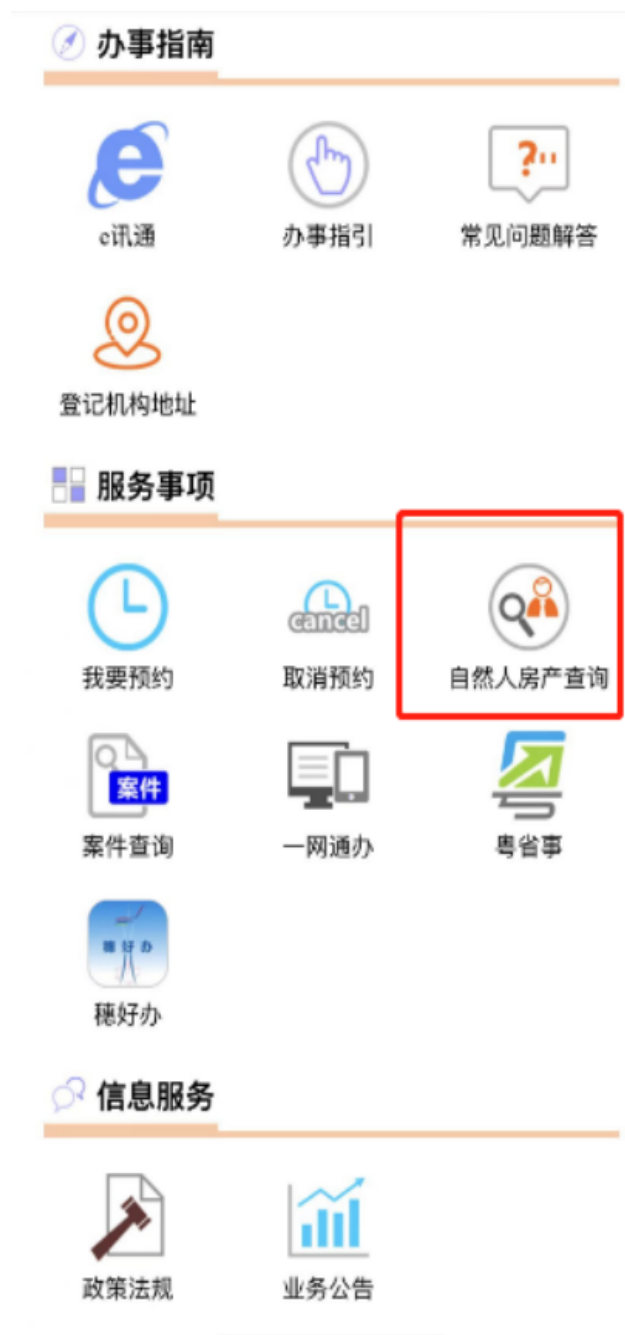 办事指南
e讯通
办事指引
常见问题解答
登记机构地址
服务事项
cancel
我要预约
取消预约
自然人房产查询
案件
案件查询
一网通办
粤省事
穗好办
穗好办
信息服务
政策法规
业务公告